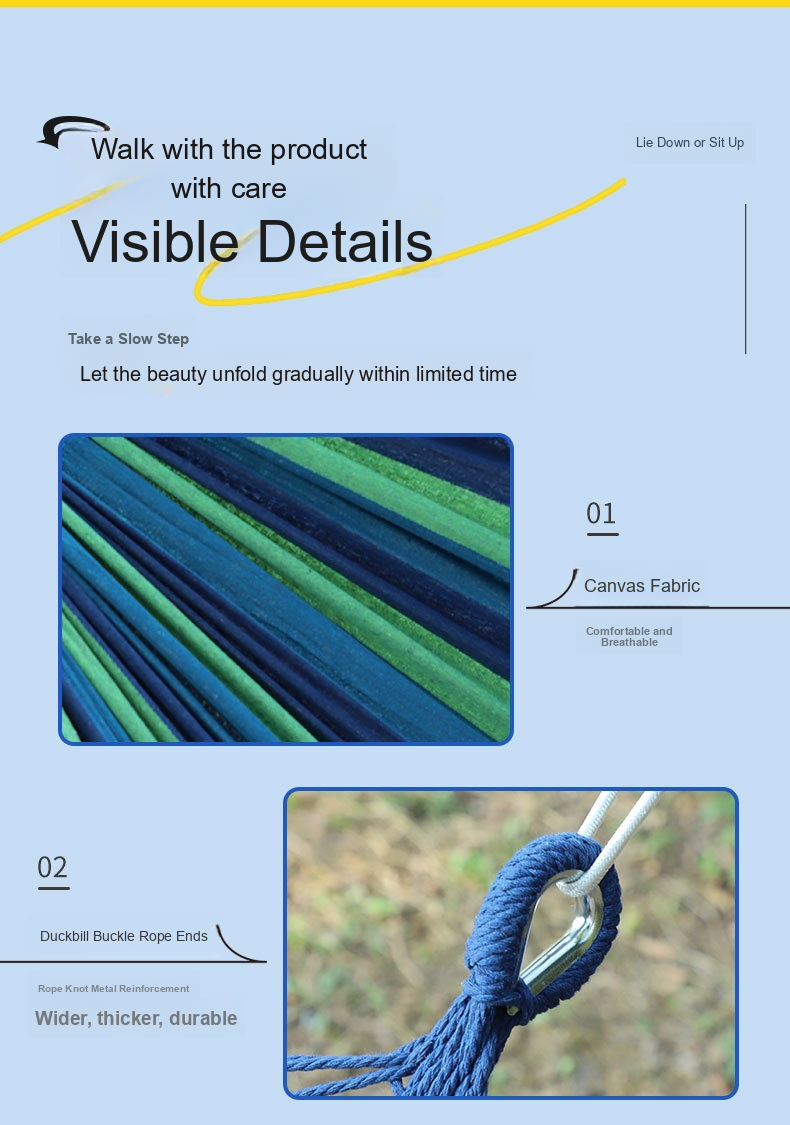 Walk with the product
with care
Visible Details
Lie Down or Sit Up
Take a Slow Step
Let the beauty unfold gradually within limited time
01
Canvas Fabric
Comfortable and
Breathable
02
Duckbill Buckle Rope Ends
Rope Knot Metal Reinforcement
Wider, thicker, durable